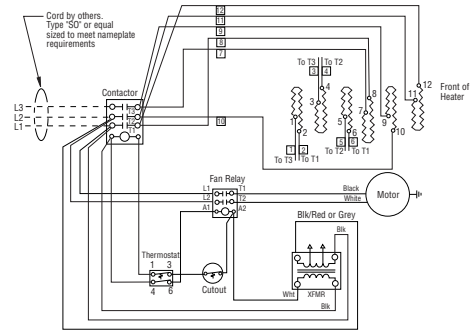 Cord by others.
Type "SO" or equal
sized to meet nameplate
requirements
12
11
9
8
7
To T3 To T2
3 4
4
3
12
11
Front of
Heater
8
7
9
10
Contactor
L3
L2
L1
T3
T2
T1
10
1
2
5
6
1 2
To T3 To T1
5 6
To T2 To T1
Fan Relay
L1 T1
L2 T2
A1 A2
Black
White
Motor
Blk/Red or Grey
Blk
Thermostat
1 3
4 6
Cutout
Wht XFMR
Blk